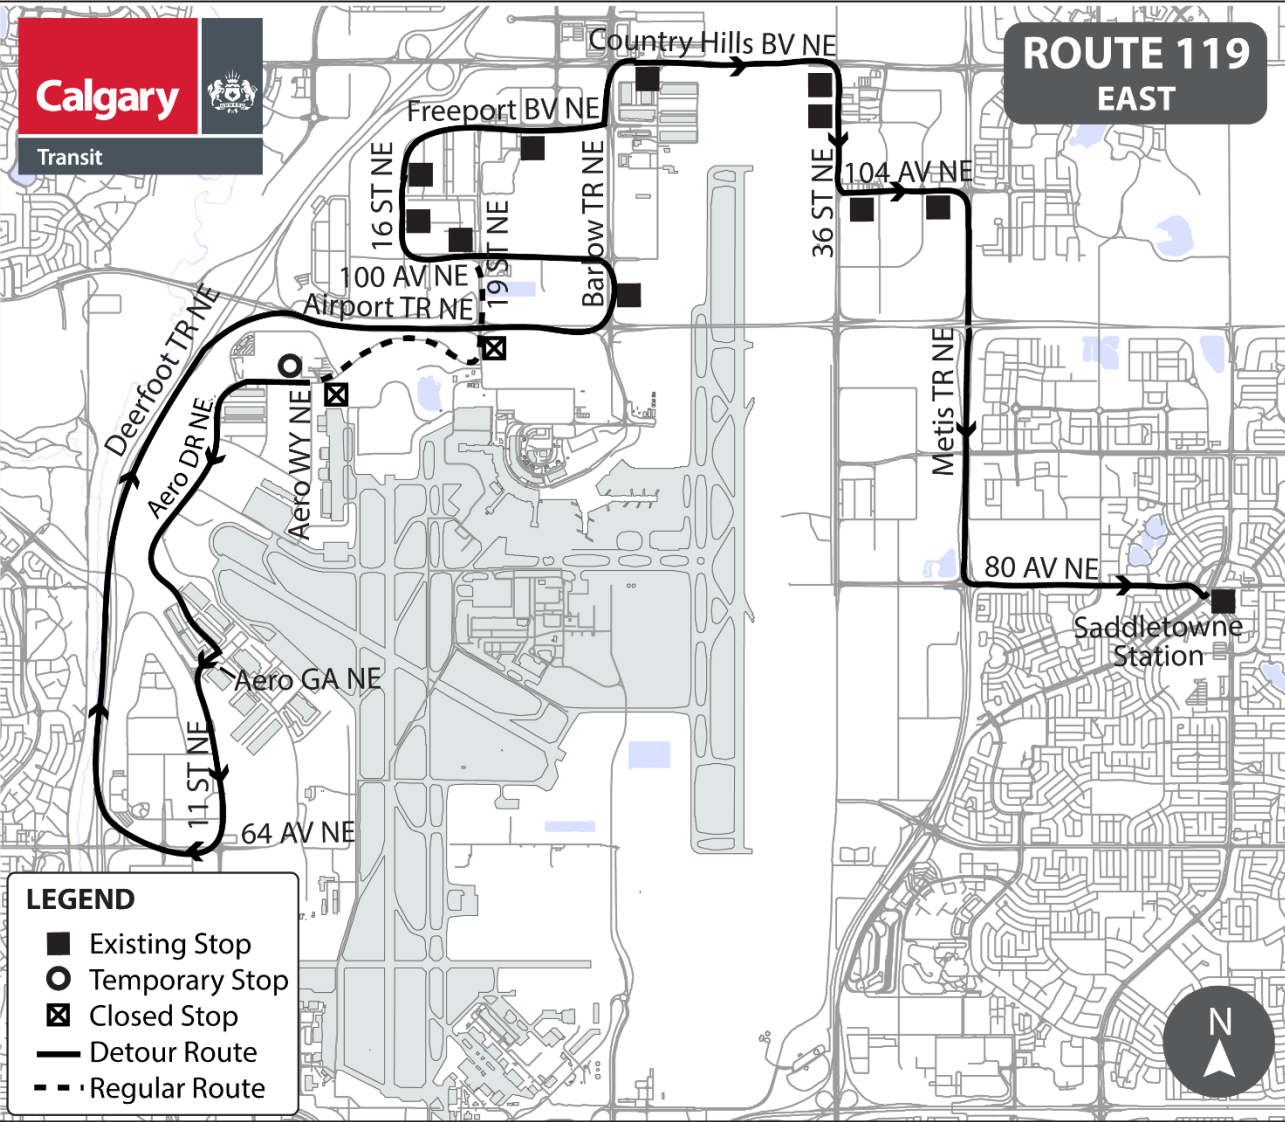 Calgary
Transit
ROUTE 119
EAST
Country Hills BV NE
Freeport BV NE
16 ST NE
19 ST NE
Barlow TR NE
36 ST NE
104 AV NE
100 AV NE
Airport TR NE
Deerfoot TR NE
Aero DR NE
Aero WY NE
Metis TR NE
80 AV NE
Saddletowne
Station
Aero GA NE
11 ST NE
64 AV NE
LEGEND
Existing Stop
Temporary Stop
Closed Stop
Detour Route
Regular Route
N